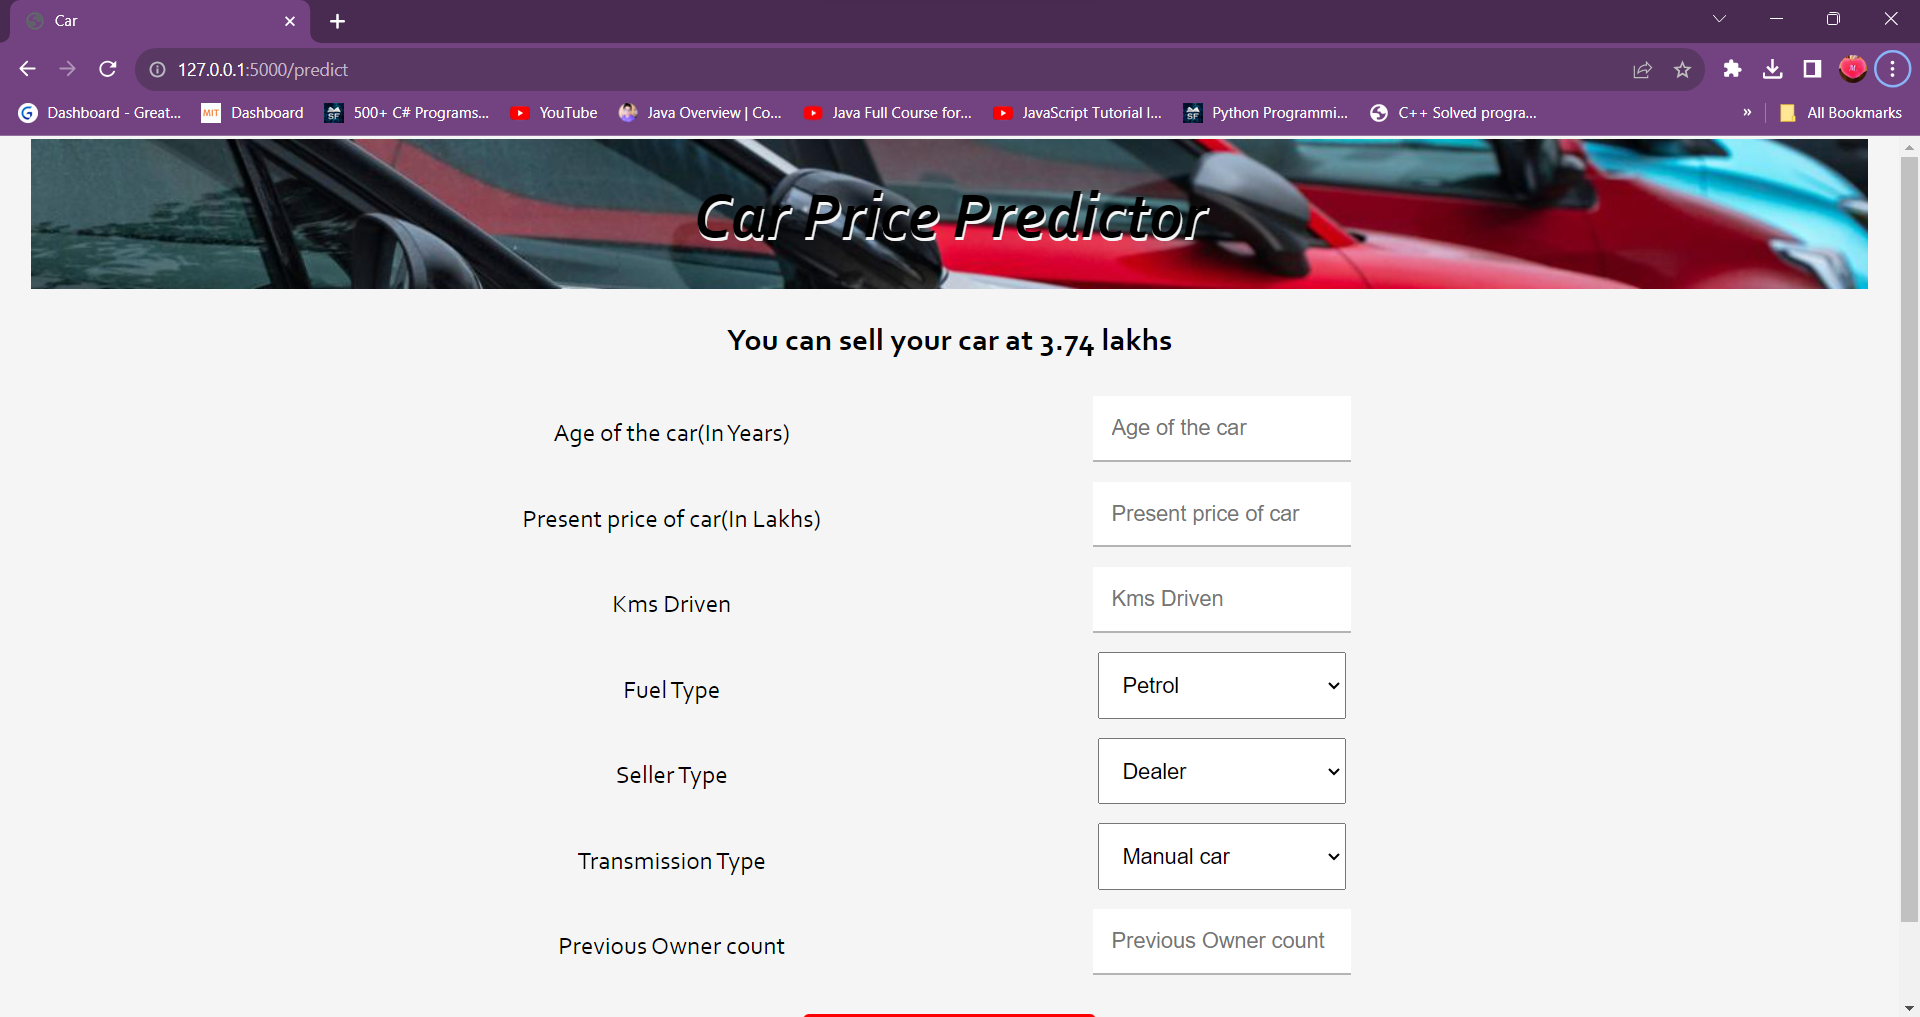 Car
127.0.0.1:5000/predict
Dashboard - Great... MIT Dashboard SF 500+ C# Programs... YouTube Java Overview | Co... Java Full Course for... JavaScript Tutorial I... SF Python Programmi... C++ Solved progra... » All Bookmarks
Car Price Predictor
You can sell your car at 3.74 lakhs
Age of the car(In Years) Age of the car
Present price of car(In Lakhs) Present price of car
Kms Driven Kms Driven
Fuel Type Petrol
Seller Type Dealer
Transmission Type Manual car
Previous Owner count Previous Owner count